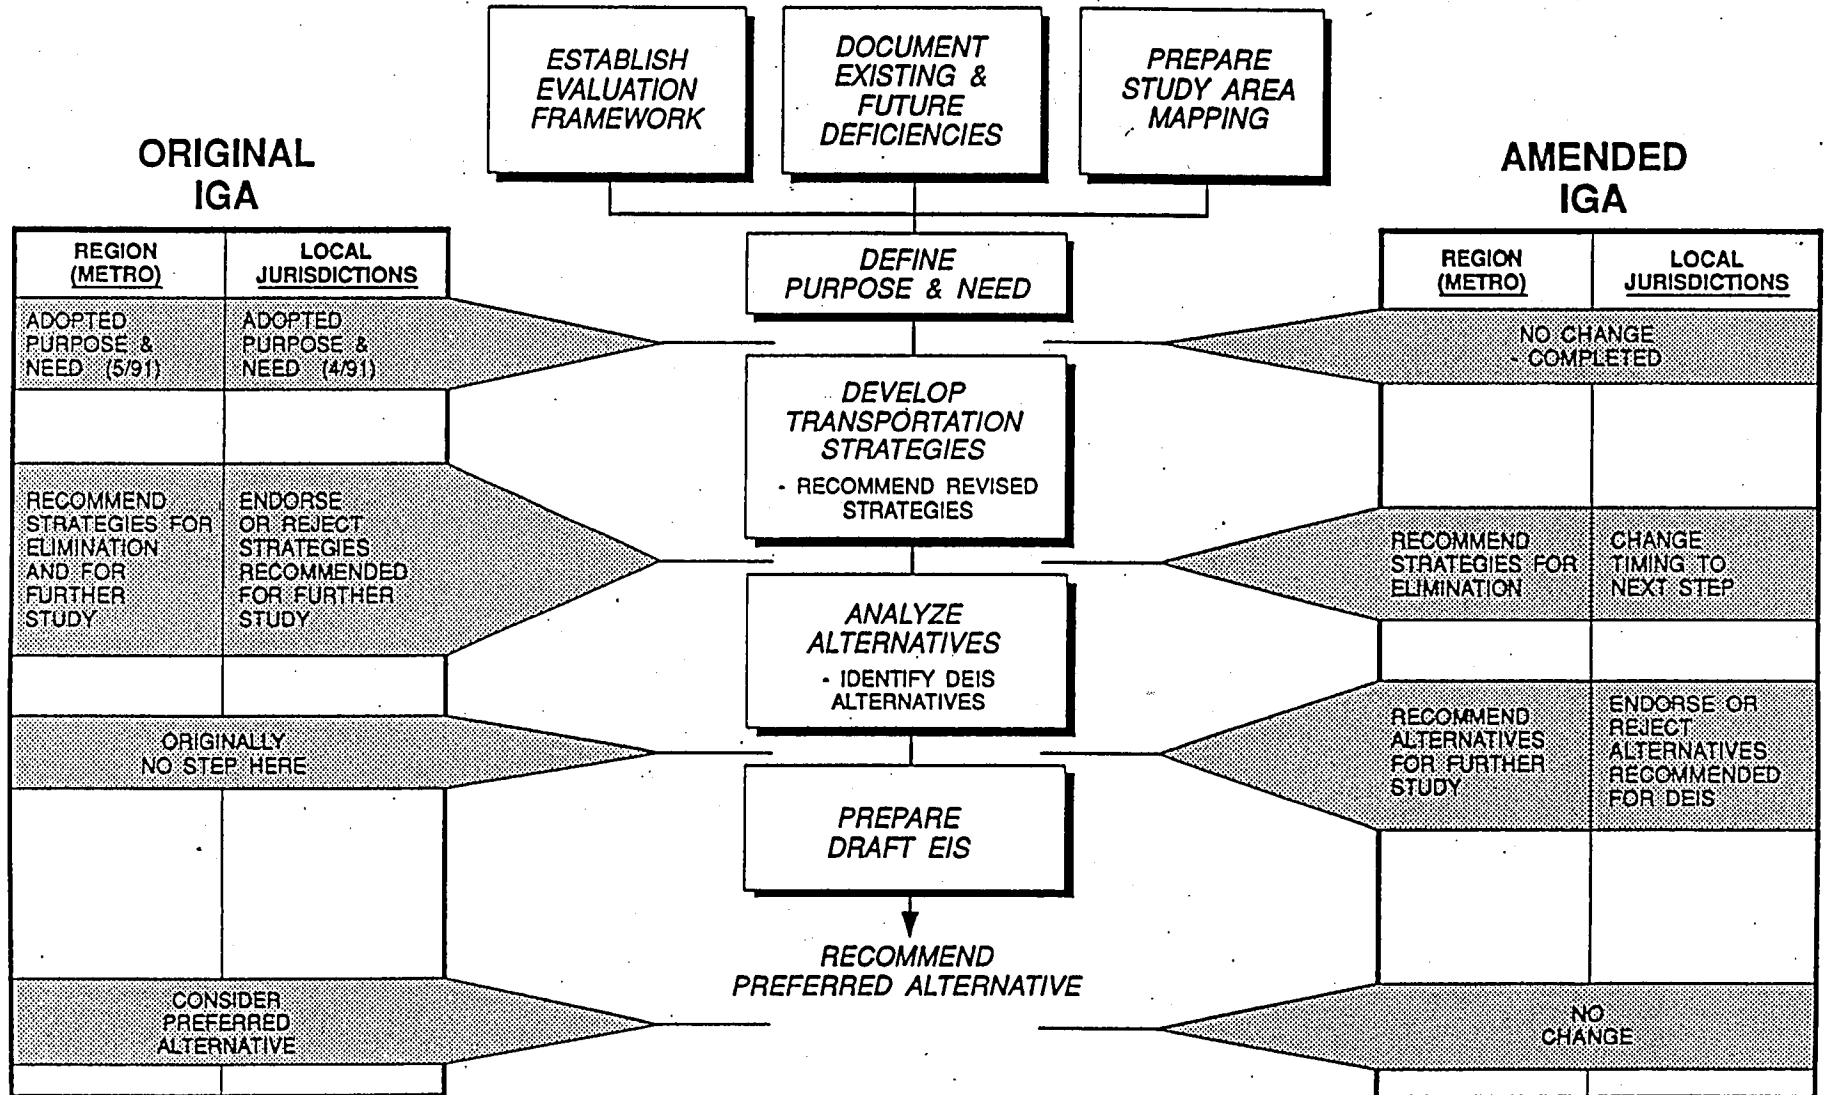 ESTABLISH
EVALUATION
FRAMEWORK
DOCUMENT
EXISTING &
FUTURE
DEFICIENCIES
PREPARE
STUDY AREA
MAPPING
ORIGINAL
IGA
AMENDED
IGA
REGION
(METRO)
LOCAL
JURISDICTIONS
ADOPTED
PURPOSE &
NEED (5/91)
ADOPTED
PURPOSE &
NEED (4/91)
RECOMMEND
STRATEGIES FOR
ELIMINATION
AND FOR
FURTHER
STUDY
ENDORSE
OR REJECT
STRATEGIES
RECOMMENDED
FOR FURTHER
STUDY
ORIGINALLY
NO STEP HERE
CONSIDER
PREFERRED
ALTERNATIVE
DEFINE
PURPOSE & NEED
DEVELOP
TRANSPORTATION
STRATEGIES
- RECOMMEND REVISED
STRATEGIES
ANALYZE
ALTERNATIVES
- IDENTIFY DEIS
ALTERNATIVES
PREPARE
DRAFT EIS
RECOMMEND
PREFERRED ALTERNATIVE
REGION
(METRO)
LOCAL
JURISDICTIONS
NO CHANGE
- COMPLETED
RECOMMEND
STRATEGIES FOR
ELIMINATION
CHANGE
TIMING TO
NEXT STEP
RECOMMEND
ALTERNATIVES
FOR FURTHER
STUDY
ENDORSE OR
REJECT
ALTERNATIVES
RECOMMENDED
FOR DEIS
NO
CHANGE